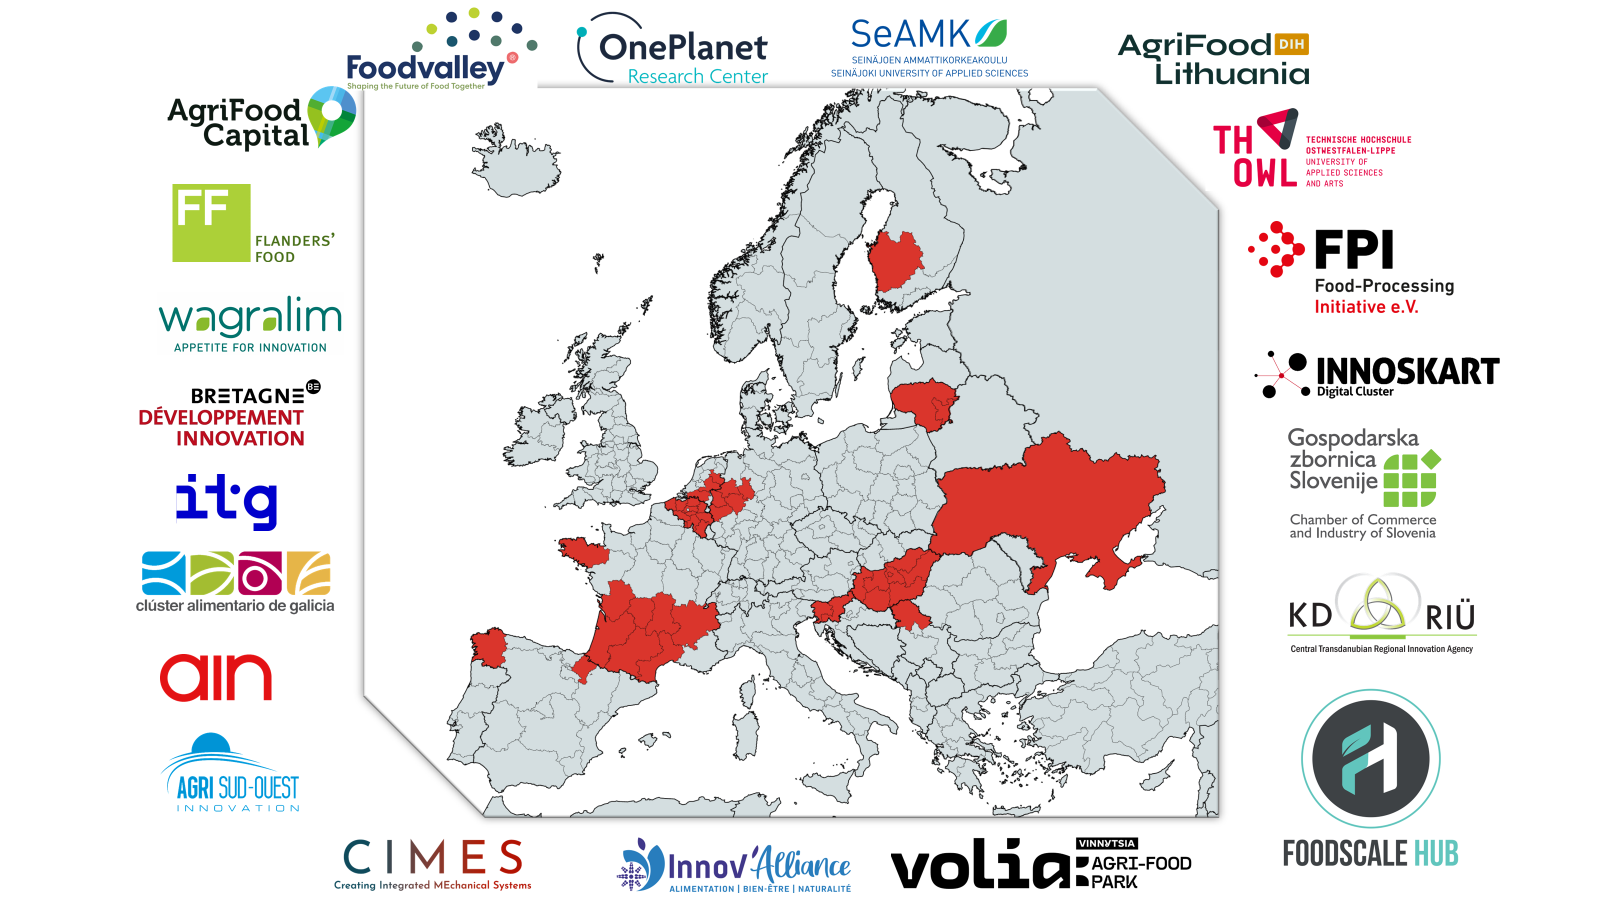 Foodvalley®
Shaping the Future of Food Together
OnePlanet
Research Center
SeAMK
SEINÄJOEN AMMATTIKORKEAKOULU
SEINÄJOKI UNIVERSITY OF APPLIED SCIENCES
AgriFood DIH
Lithuania
AgriFood
Capital
TH
OWL
TECHNISCHE HOCHSCHULE
OSTWESTFALEN-LIPPE
UNIVERSITY OF
APPLIED SCIENCES
AND ARTS
FF
FLANDERS'
FOOD
FPI
Food-Processing
Initiative e.V.
wagralim
APPETITE FOR INNOVATION
INNOSKART
Digital Cluster
BRETAGNE BE
DÉVELOPPEMENT
INNOVATION
Gospodarska
zbornica
Slovenije
Chamber of Commerce
and Industry of Slovenia
itg
clúster alimentario de galicia
KD RIÜ
Central Transdanubian Regional Innovation Agency
ain
AGRI SUD-OUEST
INNOVATION
FOODSCALE HUB
CIMES
Creating Integrated MEchanical Systems
Innov'Alliance
ALIMENTATION | BIEN-ÊTRE | NATURALITÉ
volia:
VINNYTSIA
AGRI-FOOD
PARK